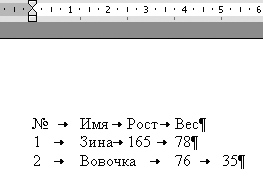 1 2 3 4 5 6
№ → Имя → Рост → Вес¶
1 → Зина → 165 → 78¶
2 → Вовочка → 76 → 35¶